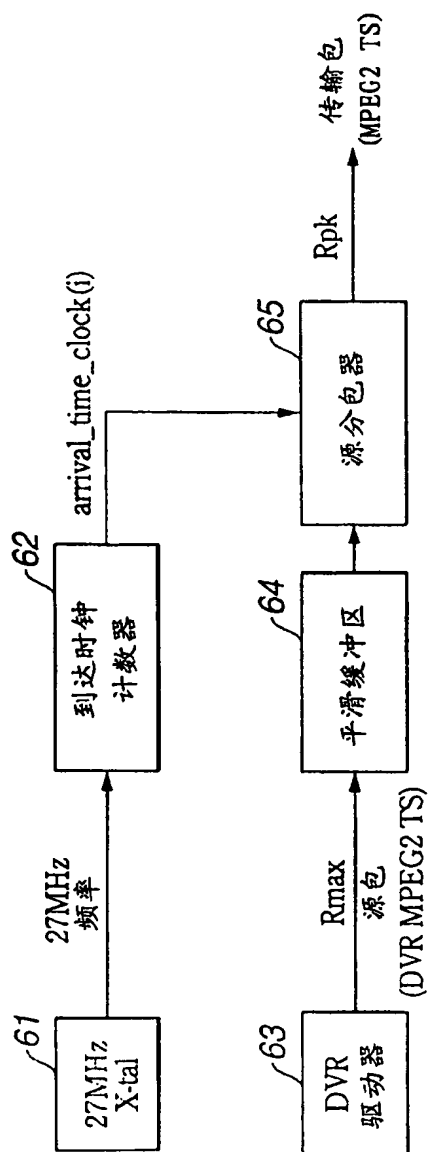 61
27MHz
X-tal
27MHz
频率
62
到达时钟
计数器
arrival_time_clock(i)
63
DVR
驱动器
Rmax
源包
(DVR MPEG2 TS)
64
平滑缓冲区
65
源分包器
Rpk
传输包
(MPEG2 TS)